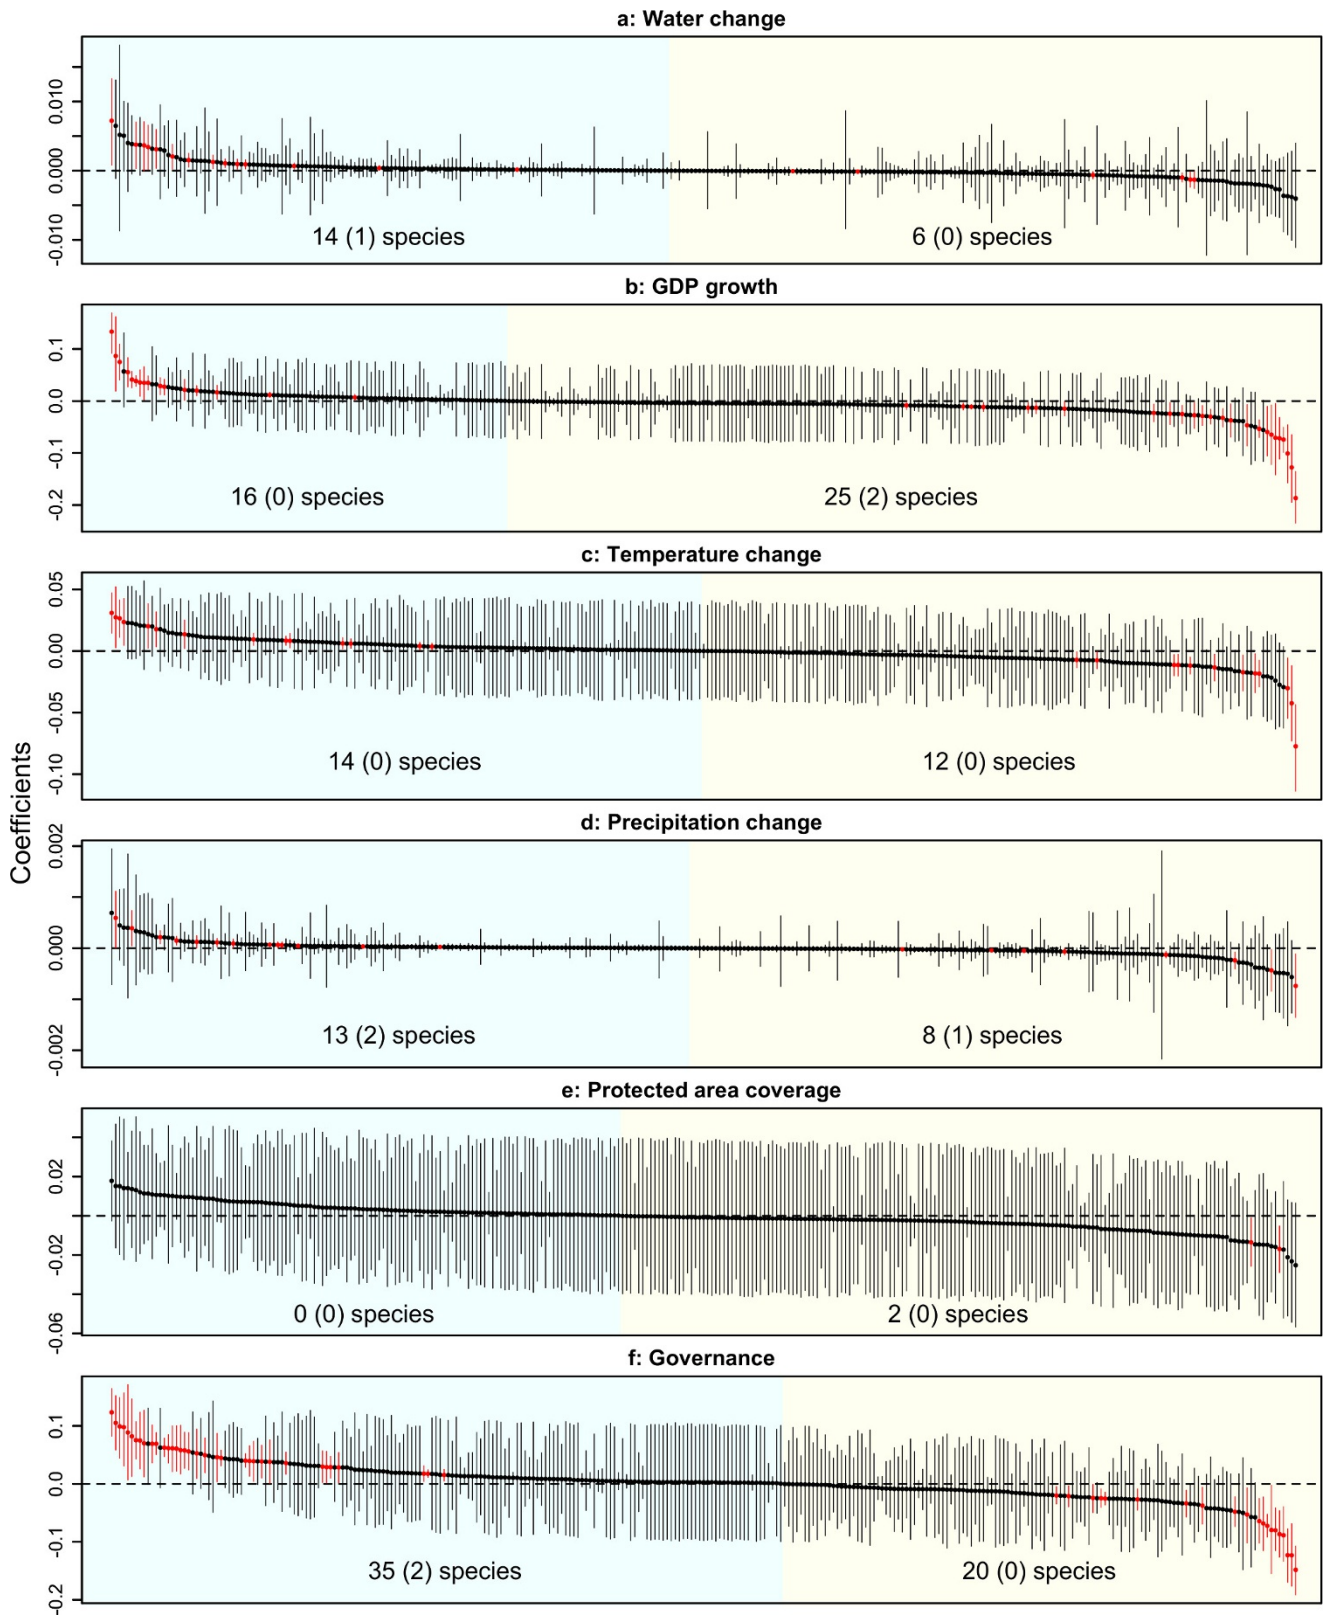 a: Water change
0.010
0.000
-0.010
14 (1) species
6 (0) species
b: GDP growth
0.1
0.0
-0.1
-0.2
16 (0) species
25 (2) species
c: Temperature change
0.05
0.00
-0.05
-0.10
14 (0) species
12 (0) species
Coefficients
d: Precipitation change
0.002
0.000
-0.002
13 (2) species
8 (1) species
e: Protected area coverage
0.02
-0.02
-0.06
0 (0) species
2 (0) species
f: Governance
0.1
0.0
-0.1
-0.2
35 (2) species
20 (0) species